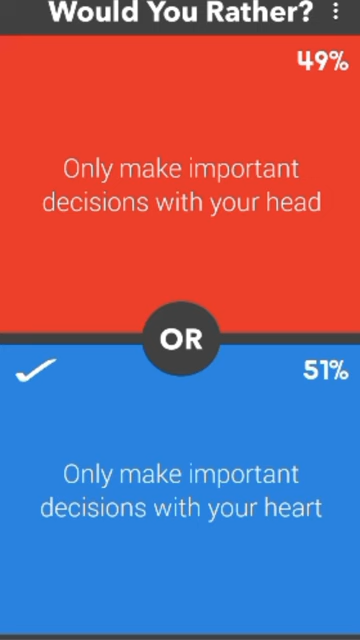 Would You Rather?
49%
Only make important
decisions with your head
OR
51%
Only make important
decisions with your heart